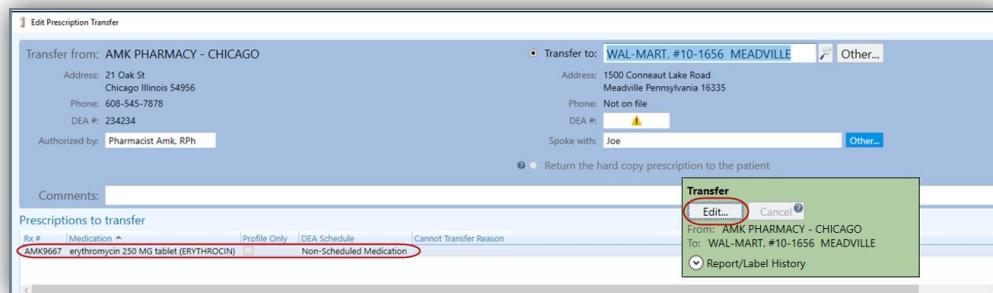 Edit Prescription Transfer
Transfer from: AMK PHARMACY - CHICAGO
Address: 21 Oak St
Chicago Illinois 54956
Phone: 608-545-7878
DEA #: 234234
Authorized by: Pharmacist Amk, RPh
Transfer to: WAL-MART. #10-1656 MEADVILLE Other...
Address: 1500 Conneaut Lake Road
Meadville Pennsylvania 16335
Phone: Not on file
DEA #:
Spoke with: Joe Other...
Return the hard copy prescription to the patient
Comments:
Prescriptions to transfer
Rx # Medication Profile Only DEA Schedule Cannot Transfer Reason
AMK9667 erythromycin 250 MG tablet (ERYTHROCIN) Non-Scheduled Medication
Transfer
Edit... Cancel
From: AMK PHARMACY - CHICAGO
To: WAL-MART. #10-1656 MEADVILLE
Report/Label History